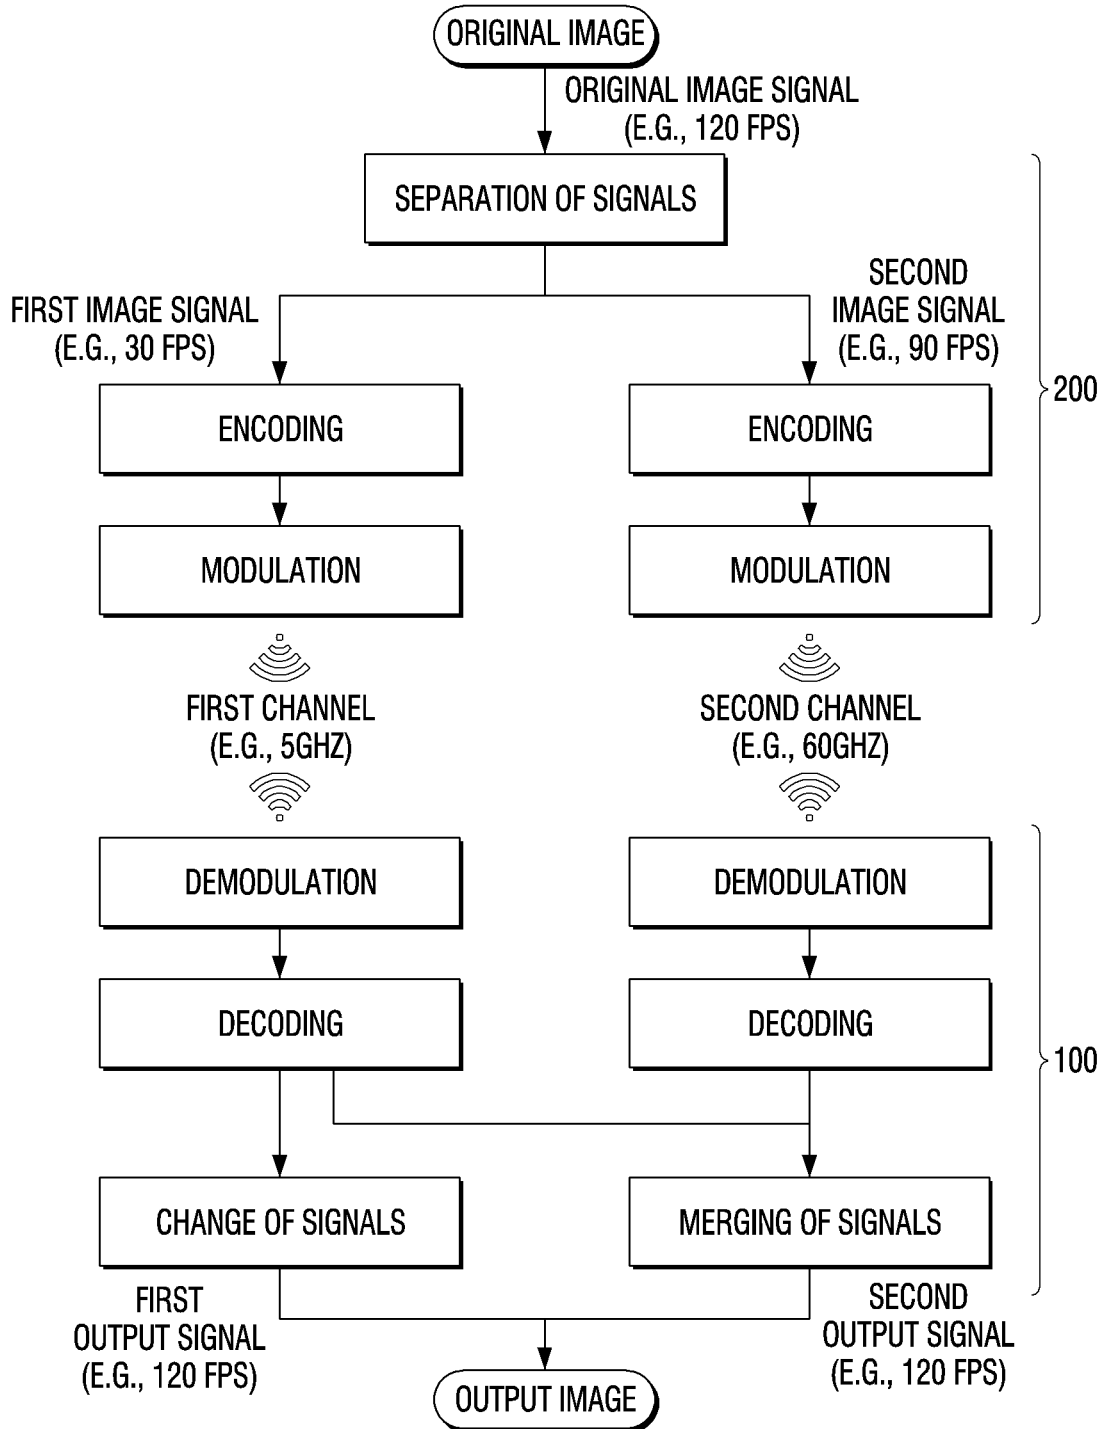 ORIGINAL IMAGE
ORIGINAL IMAGE SIGNAL
(E.G., 120 FPS)
SEPARATION OF SIGNALS
FIRST IMAGE SIGNAL
(E.G., 30 FPS)
SECOND
IMAGE SIGNAL
(E.G., 90 FPS)
200
ENCODING
ENCODING
MODULATION
MODULATION
FIRST CHANNEL
(E.G., 5GHZ)
SECOND CHANNEL
(E.G., 60GHZ)
DEMODULATION
DEMODULATION
DECODING
DECODING
100
CHANGE OF SIGNALS
MERGING OF SIGNALS
FIRST
OUTPUT SIGNAL
(E.G., 120 FPS)
SECOND
OUTPUT SIGNAL
(E.G., 120 FPS)
OUTPUT IMAGE